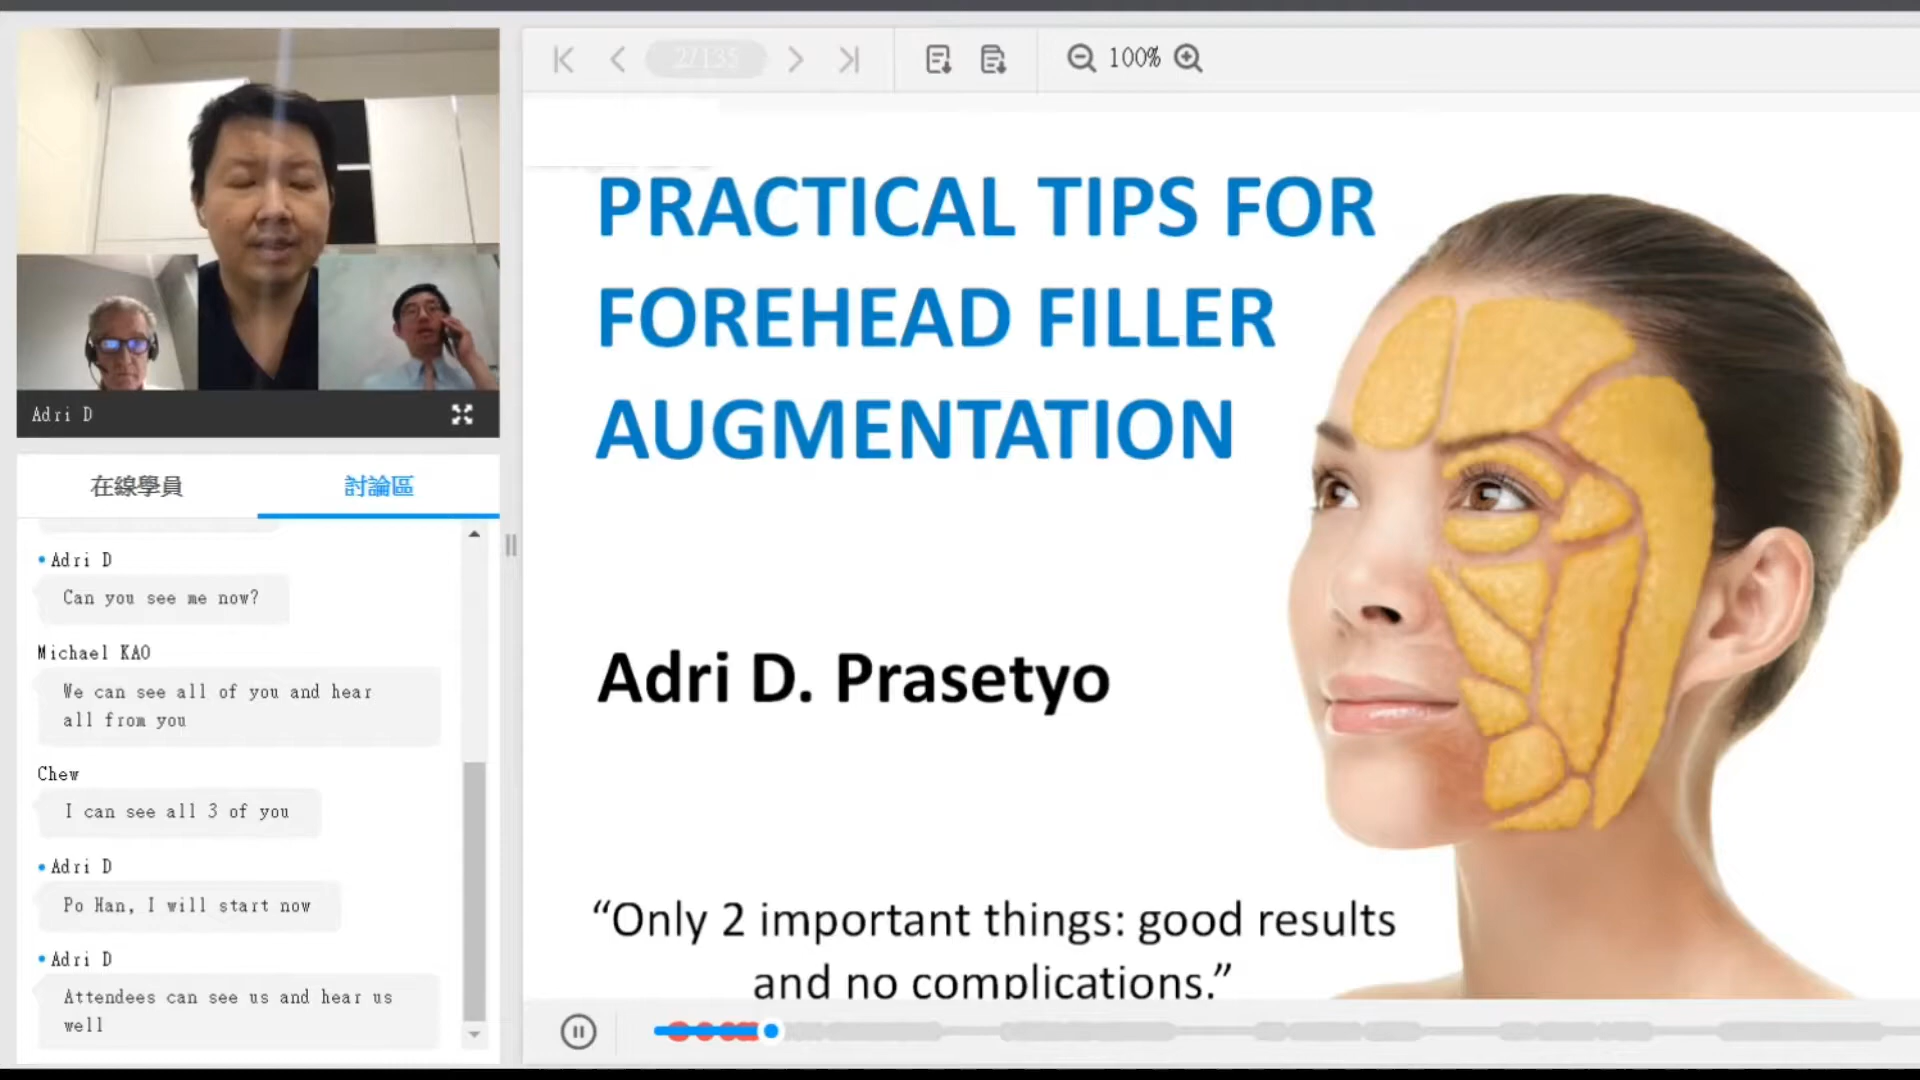 2/135
100%
PRACTICAL TIPS FOR
FOREHEAD FILLER
AUGMENTATION
Adri D. Prasetyo
“Only 2 important things: good results
and no complications.”
Adri D
在線學員
討論區
Adri D
Can you see me now?
Michael KAO
We can see all of you and hear
all from you
Chew
I can see all 3 of you
Adri D
Po Han, I will start now
Adri D
Attendees can see us and hear us
well